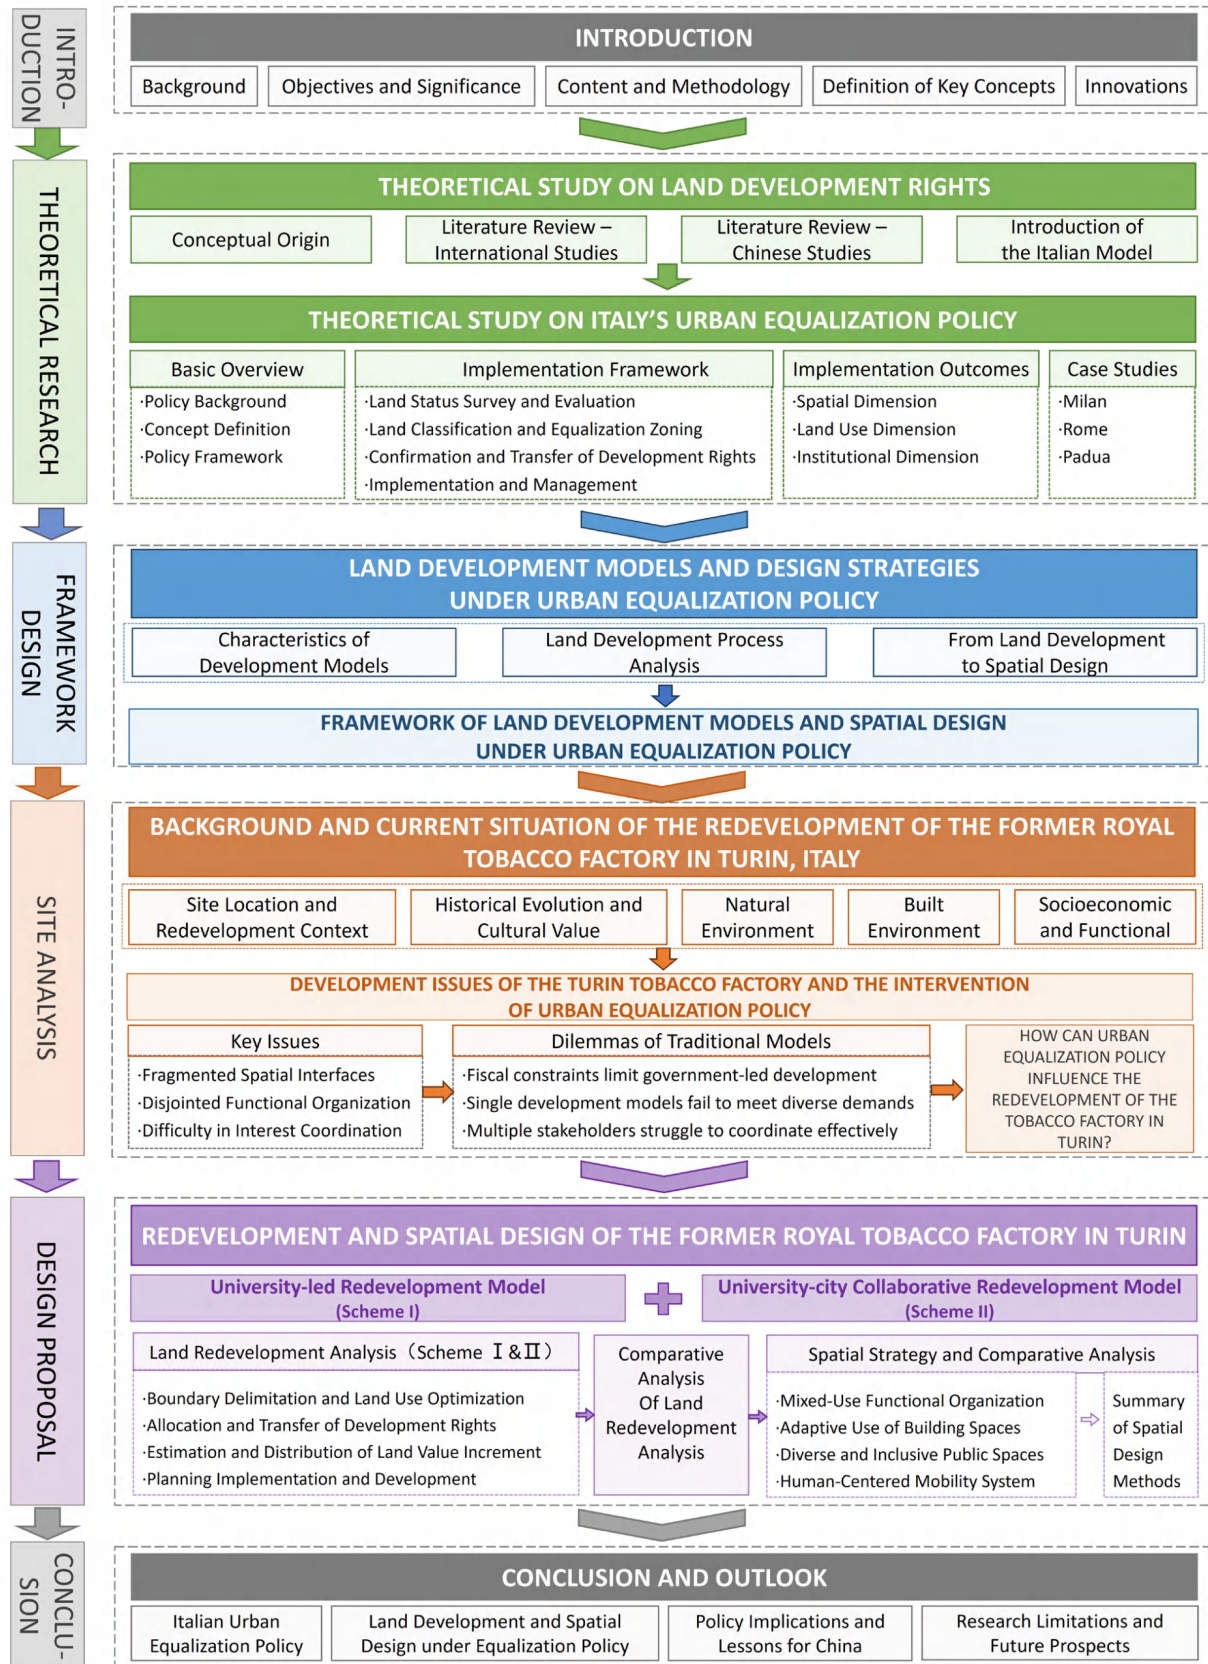 INTRO-
DUCTION
INTRODUCTION
Background
Objectives and Significance
Content and Methodology
Definition of Key Concepts
Innovations
THEORETICAL RESEARCH
THEORETICAL STUDY ON LAND DEVELOPMENT RIGHTS
Conceptual Origin
Literature Review –
International Studies
Literature Review –
Chinese Studies
Introduction of
the Italian Model
THEORETICAL STUDY ON ITALY'S URBAN EQUALIZATION POLICY
Basic Overview
·Policy Background
·Concept Definition
·Policy Framework
Implementation Framework
·Land Status Survey and Evaluation
·Land Classification and Equalization Zoning
·Confirmation and Transfer of Development Rights
·Implementation and Management
Implementation Outcomes
·Spatial Dimension
·Land Use Dimension
·Institutional Dimension
Case Studies
·Milan
·Rome
·Padua
FRAMEWORK
DESIGN
LAND DEVELOPMENT MODELS AND DESIGN STRATEGIES
UNDER URBAN EQUALIZATION POLICY
Characteristics of
Development Models
Land Development Process
Analysis
From Land Development
to Spatial Design
FRAMEWORK OF LAND DEVELOPMENT MODELS AND SPATIAL DESIGN
UNDER URBAN EQUALIZATION POLICY
SITE ANALYSIS
BACKGROUND AND CURRENT SITUATION OF THE REDEVELOPMENT OF THE FORMER ROYAL
TOBACCO FACTORY IN TURIN, ITALY
Site Location and
Redevelopment Context
Historical Evolution and
Cultural Value
Natural
Environment
Built
Environment
Socioeconomic
and Functional
DEVELOPMENT ISSUES OF THE TURIN TOBACCO FACTORY AND THE INTERVENTION
OF URBAN EQUALIZATION POLICY
Key Issues
·Fragmented Spatial Interfaces
·Disjointed Functional Organization
·Difficulty in Interest Coordination
Dilemmas of Traditional Models
·Fiscal constraints limit government-led development
·Single development models fail to meet diverse demands
·Multiple stakeholders struggle to coordinate effectively
HOW CAN URBAN
EQUALIZATION POLICY
INFLUENCE THE
REDEVELOPMENT OF THE
TOBACCO FACTORY IN
TURIN?
DESIGN PROPOSAL
REDEVELOPMENT AND SPATIAL DESIGN OF THE FORMER ROYAL TOBACCO FACTORY IN TURIN
University-led Redevelopment Model
(Scheme I)
University-city Collaborative Redevelopment Model
(Scheme II)
Land Redevelopment Analysis（Scheme Ⅰ&Ⅱ）
·Boundary Delimitation and Land Use Optimization
·Allocation and Transfer of Development Rights
·Estimation and Distribution of Land Value Increment
·Planning Implementation and Development
Comparative
Analysis
Of Land
Redevelopment
Analysis
Spatial Strategy and Comparative Analysis
·Mixed-Use Functional Organization
·Adaptive Use of Building Spaces
·Diverse and Inclusive Public Spaces
·Human-Centered Mobility System
Summary
of Spatial
Design
Methods
CONCLU-
SION
CONCLUSION AND OUTLOOK
Italian Urban
Equalization Policy
Land Development and Spatial
Design under Equalization Policy
Policy Implications and
Lessons for China
Research Limitations and
Future Prospects